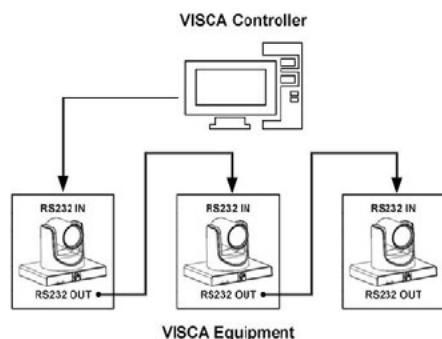 VISCA Controller
RS232 IN
RS232 IN
RS232 IN
RS232 OUT
RS232 OUT
RS232 OUT
VISCA Equipment